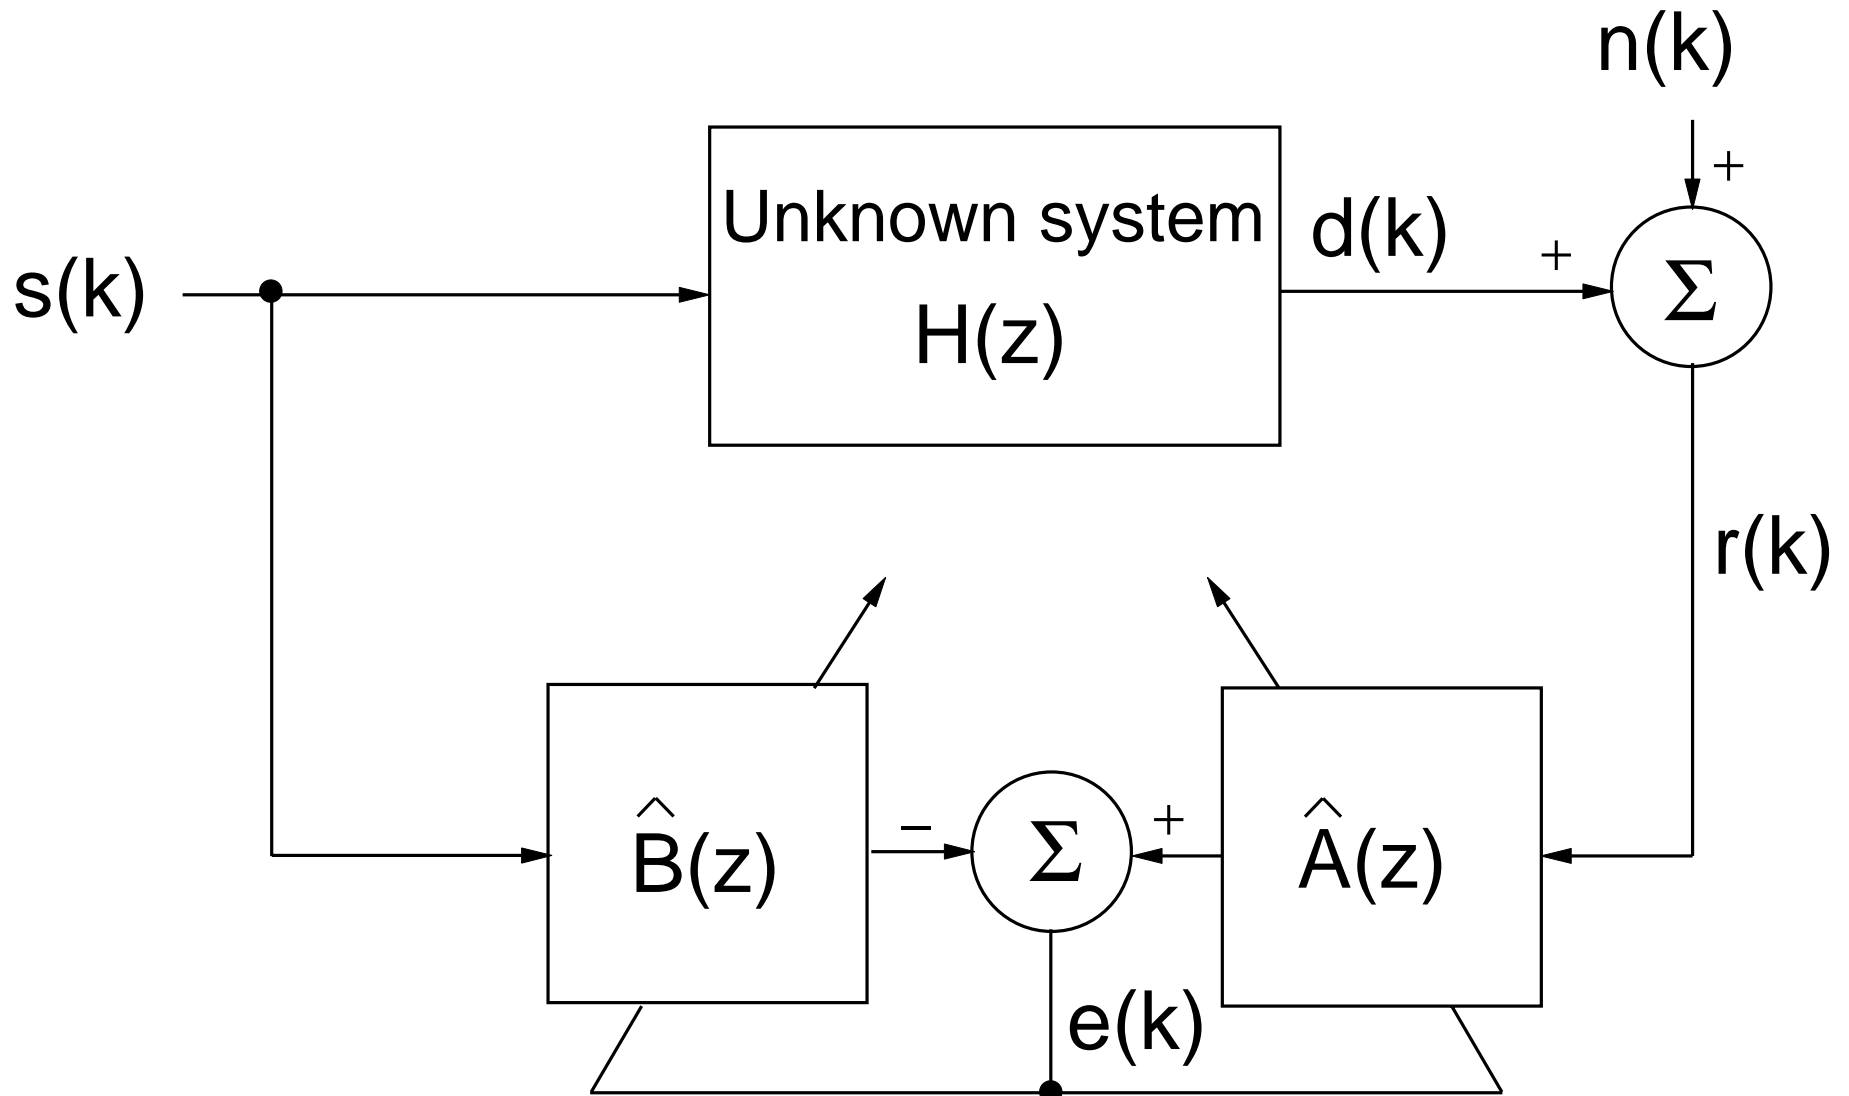 n(k)
+
Unknown system
H(z)
d(k)
+
Σ
s(k)
r(k)
B̂(z)
−
Σ
+
Â(z)
e(k)